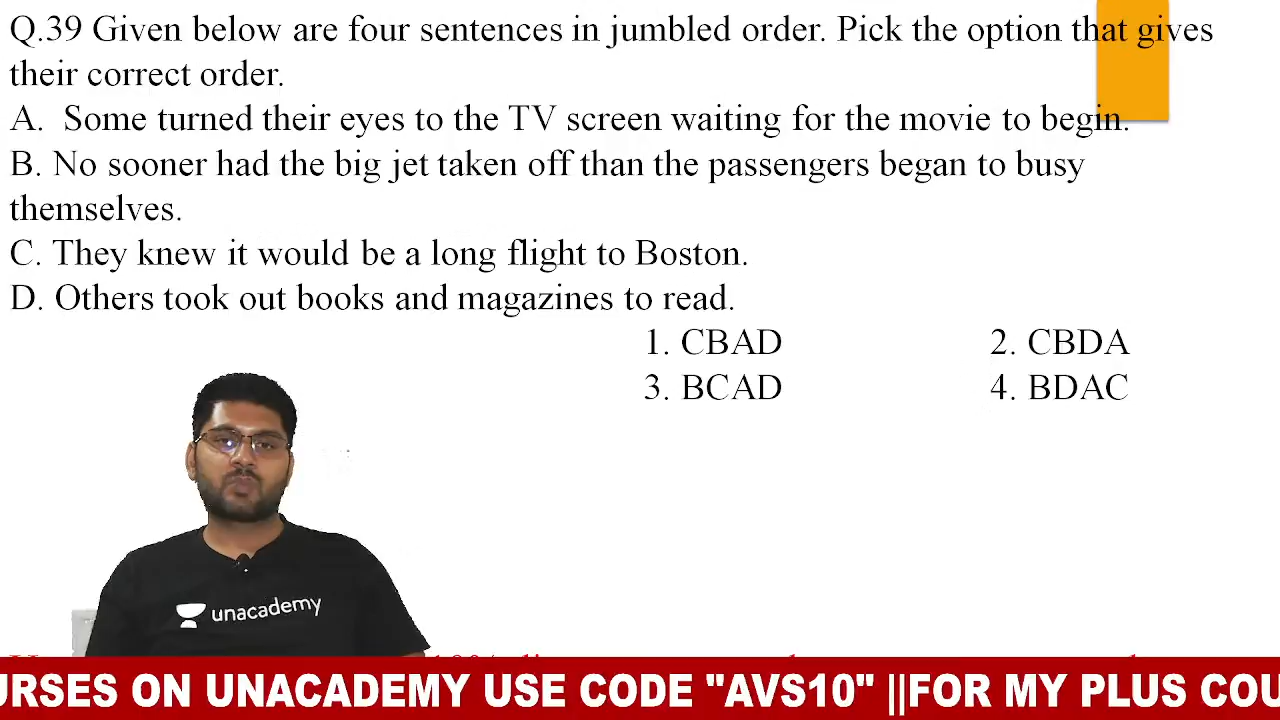 Q.39 Given below are four sentences in jumbled order. Pick the option that gives
their correct order.
A. Some turned their eyes to the TV screen waiting for the movie to begin.
B. No sooner had the big jet taken off than the passengers began to busy
themselves.
C. They knew it would be a long flight to Boston.
D. Others took out books and magazines to read.
1. CBAD 2. CBDA
3. BCAD 4. BDAC
unacademy
URSES ON UNACADEMY USE CODE "AVS10" ||FOR MY PLUS COU